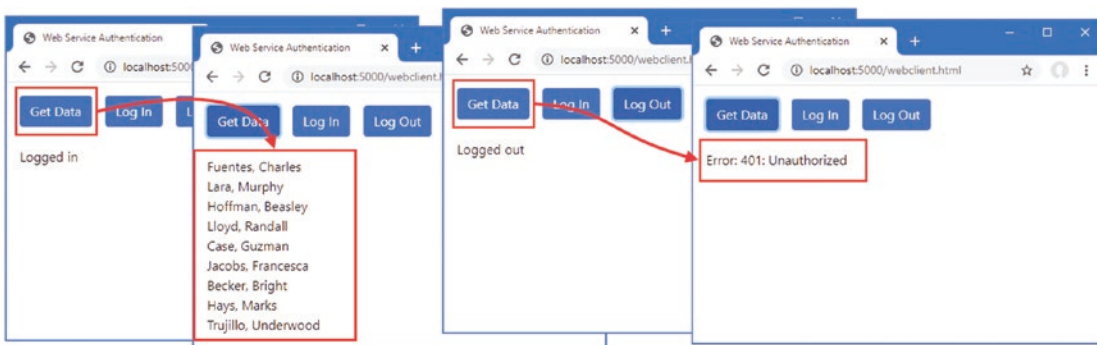 Web Service Authentication
localhost:500
Get Data
Log In
L
Logged in
Web Service Authentication
localhost:5000/webclient.h
Get Data
Log In
Log Out
Fuentes, Charles
Lara, Murphy
Hoffman, Beasley
Lloyd, Randall
Case, Guzman
Jacobs, Francesca
Becker, Bright
Hays, Marks
Trujillo, Underwood
Web Service Authentication
localhost:5000/webclient.h
Get Data
Log In
Log Out
Logged out
Web Service Authentication
localhost:5000/webclient.html
Get Data
Log In
Log Out
Error: 401: Unauthorized